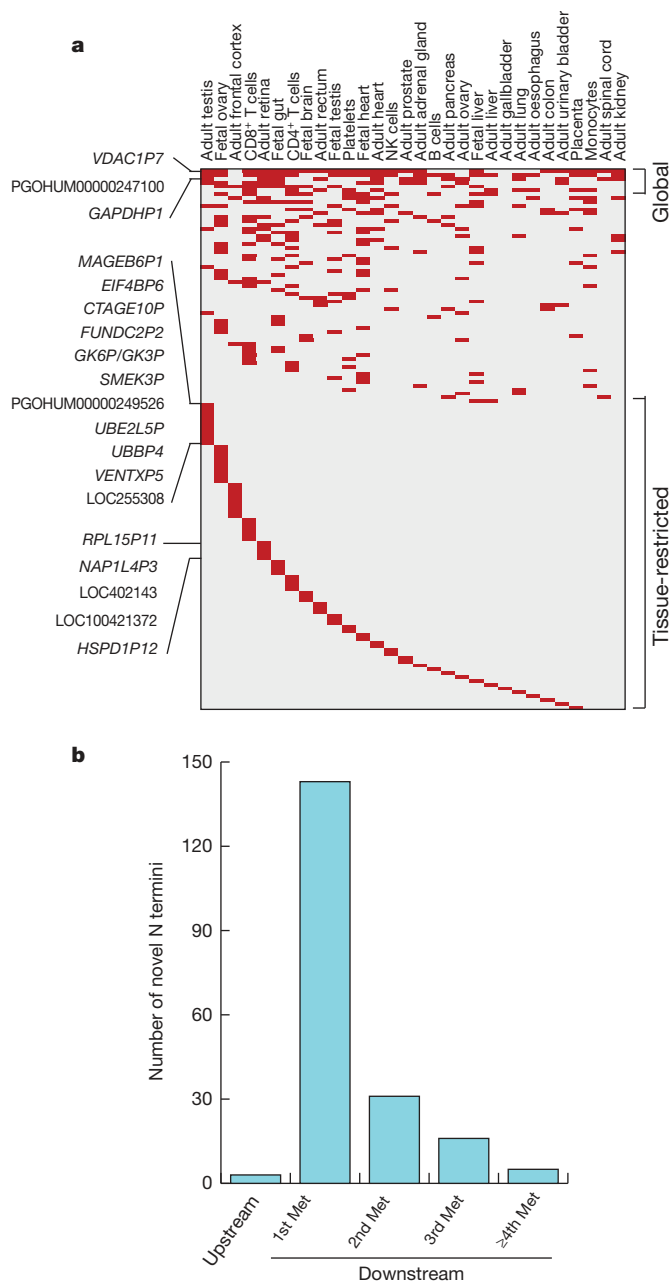 a
Adult testis
Fetal ovary
Adult frontal cortex
CD8⁺ T cells
Adult retina
Fetal gut
CD4⁺ T cells
Fetal brain
Adult rectum
Fetal testis
Platelets
Fetal heart
Adult heart
NK cells
Adult prostate
Adult adrenal gland
B cells
Adult pancreas
Adult ovary
Fetal liver
Adult liver
Adult gallbladder
Adult lung
Adult oesophagus
Adult colon
Adult urinary bladder
Placenta
Monocytes
Adult spinal cord
Adult kidney
VDAC1P7
PGOHUM00000247100
GAPDHP1
MAGEB6P1
EIF4BP6
CTAGE10P
FUNDC2P2
GK6P/GK3P
SMEK3P
PGOHUM00000249526
UBE2L5P
UBBP4
VENTXP5
LOC255308
RPL15P11
NAP1L4P3
LOC402143
LOC100421372
HSPD1P12
Global
Tissue-restricted
b
Number of novel N termini
150
120
90
60
30
0
Upstream
1st Met
2nd Met
3rd Met
≥4th Met
Downstream